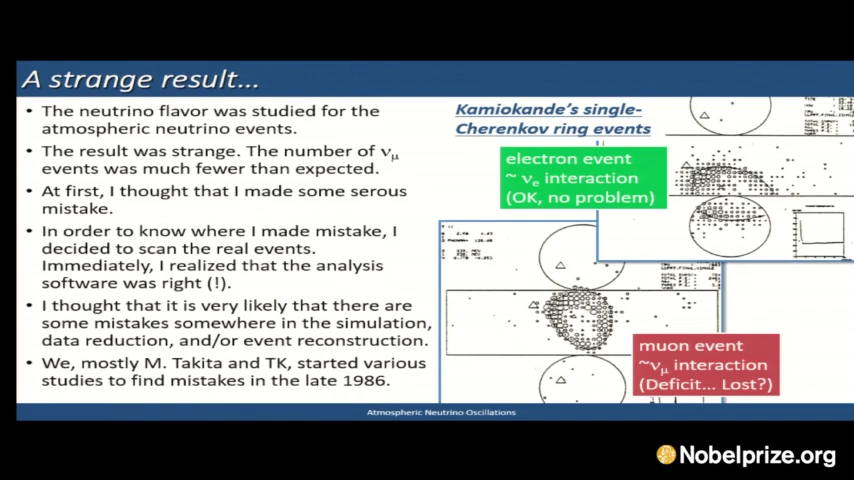 A strange result...
• The neutrino flavor was studied for the
atmospheric neutrino events.
• The result was strange. The number of νμ
events was much fewer than expected.
• At first, I thought that I made some serous
mistake.
• In order to know where I made mistake, I
decided to scan the real events.
Immediately, I realized that the analysis
software was right (!).
• I thought that it is very likely that there are
some mistakes somewhere in the simulation,
data reduction, and/or event reconstruction.
• We, mostly M. Takita and TK, started various
studies to find mistakes in the late 1986.
Kamiokande's single-
Cherenkov ring events
electron event
~ νe interaction
(OK, no problem)
muon event
~νμ interaction
(Deficit... Lost?)
Atmospheric Neutrino Oscillations
Nobelprize.org